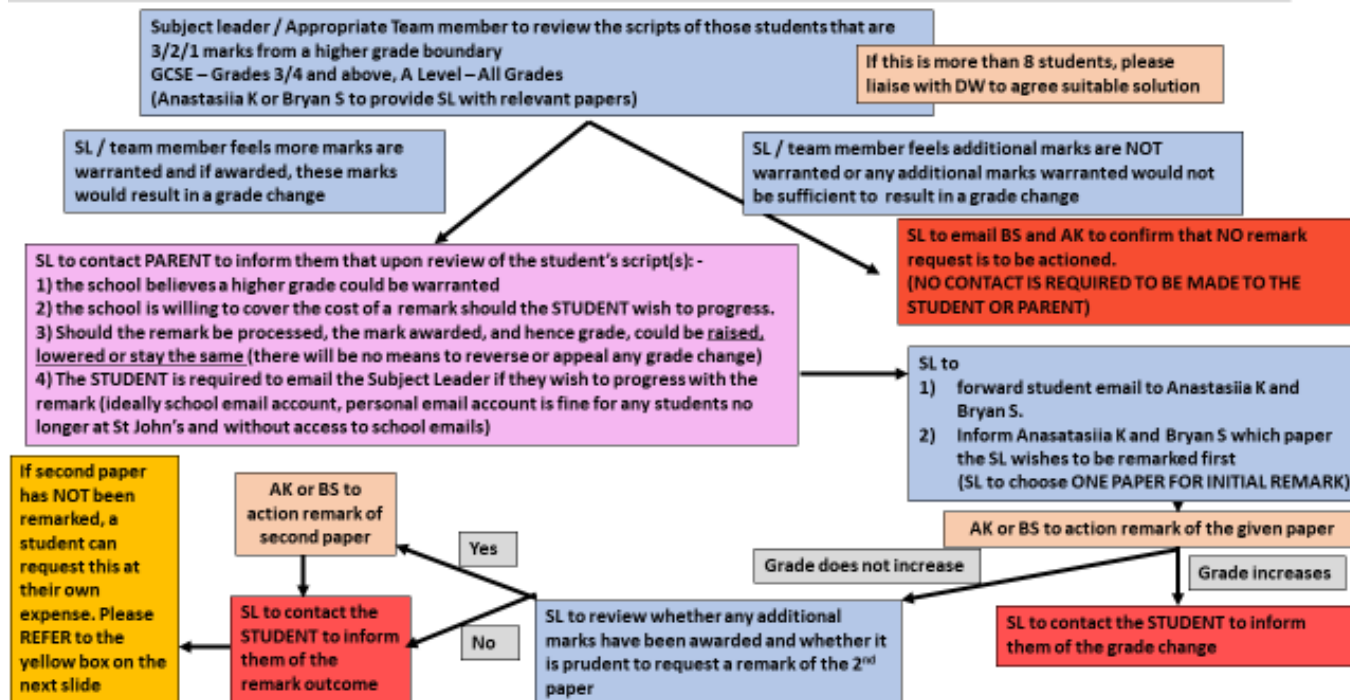 Subject leader / Appropriate Team member to review the scripts of those students that are
3/2/1 marks from a higher grade boundary
GCSE – Grades 3/4 and above, A Level – All Grades
(Anastasiia K or Bryan S to provide SL with relevant papers)
If this is more than 8 students, please
liaise with DW to agree suitable solution
SL / team member feels more marks are
warranted and if awarded, these marks
would result in a grade change
SL / team member feels additional marks are NOT
warranted or any additional marks warranted would not
be sufficient to result in a grade change
SL to email BS and AK to confirm that NO remark
request is to be actioned.
(NO CONTACT IS REQUIRED TO BE MADE TO THE
STUDENT OR PARENT)
SL to contact PARENT to inform them that upon review of the student's script(s): -
1) the school believes a higher grade could be warranted
2) the school is willing to cover the cost of a remark should the STUDENT wish to progress.
3) Should the remark be processed, the mark awarded, and hence grade, could be raised,
lowered or stay the same (there will be no means to reverse or appeal any grade change)
4) The STUDENT is required to email the Subject Leader if they wish to progress with the
remark (ideally school email account, personal email account is fine for any students no
longer at St John's and without access to school emails)
SL to
1) forward student email to Anastasiia K and
Bryan S.
2) Inform Anasatasiia K and Bryan S which paper
the SL wishes to be remarked first
(SL to choose ONE PAPER FOR INITIAL REMARK)
AK or BS to action remark of the given paper
Grade does not increase
Grade increases
SL to contact the STUDENT to inform
them of the grade change
SL to review whether any additional
marks have been awarded and whether it
is prudent to request a remark of the 2nd
paper
Yes
No
AK or BS to
action remark of
second paper
SL to contact the
STUDENT to inform
them of the
remark outcome
If second paper
has NOT been
remarked, a
student can
request this at
their own
expense. Please
REFER to the
yellow box on the
next slide